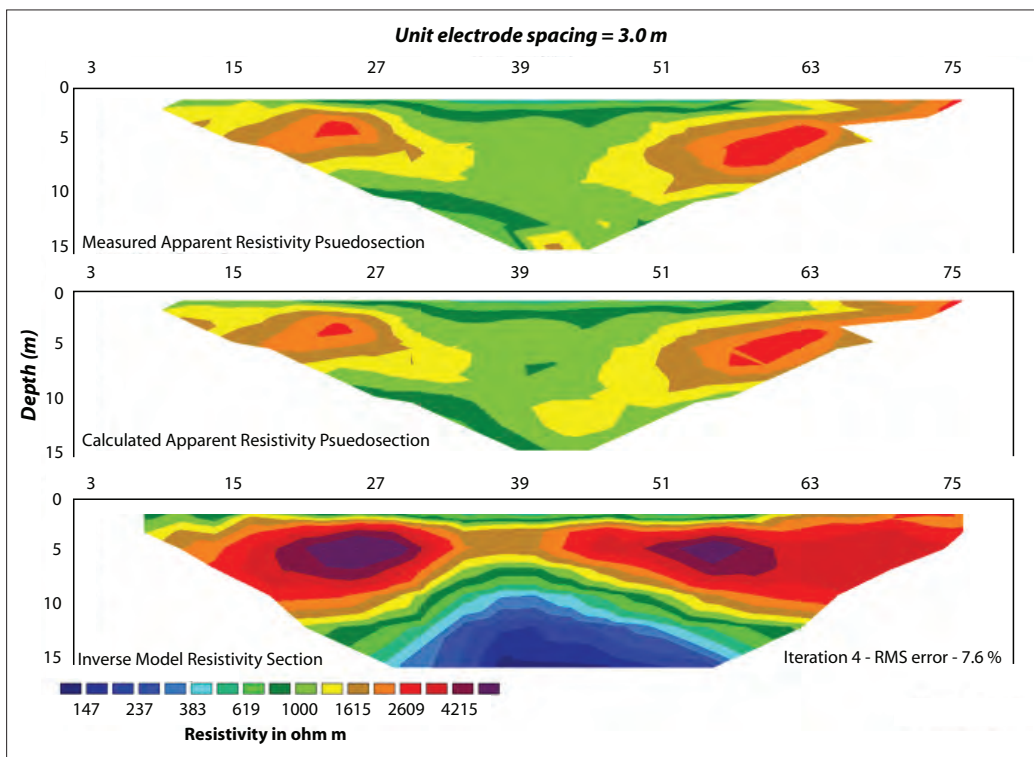 Unit electrode spacing = 3.0 m
3 15 27 39 51 63 75
0
5
10
15
Measured Apparent Resistivity Psuedosection
3 15 27 39 51 63 75
0
5
10
15
Calculated Apparent Resistivity Psuedosection
Depth (m)
3 15 27 39 51 63 75
0
5
10
15
Inverse Model Resistivity Section
Iteration 4 - RMS error - 7.6 %
147 237 383 619 1000 1615 2609 4215
Resistivity in ohm m